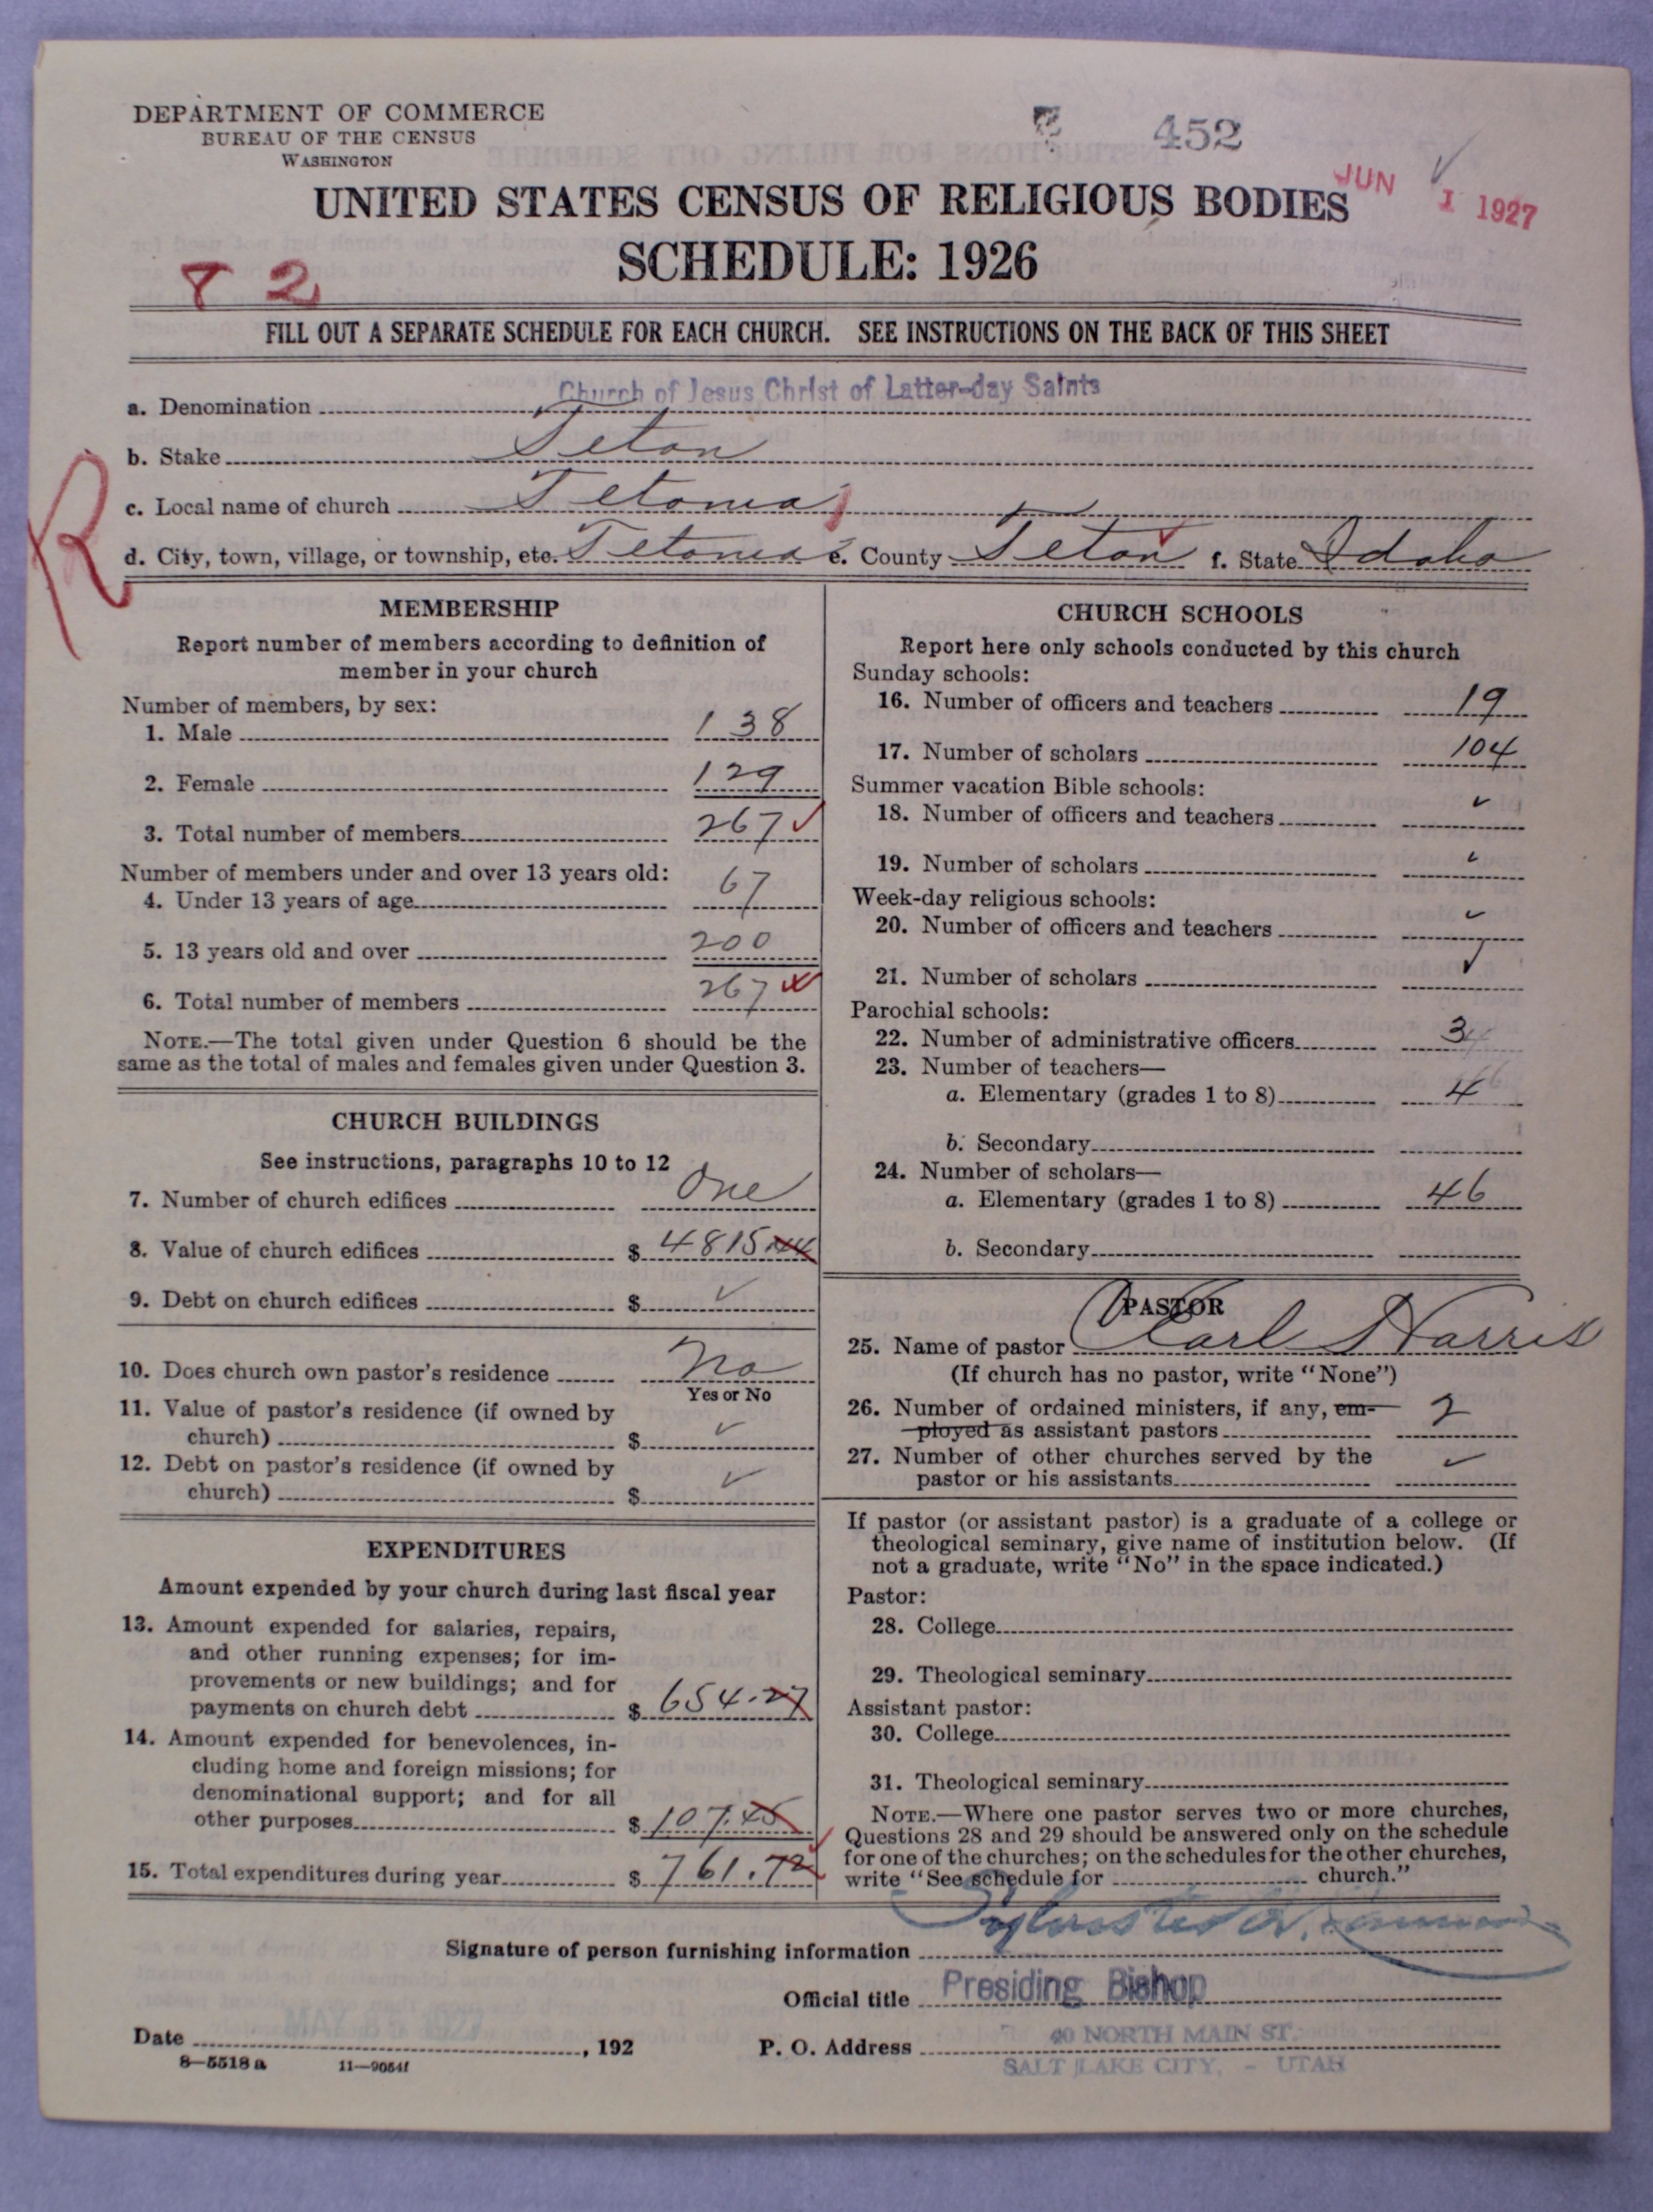 DEPARTMENT OF COMMERCE
BUREAU OF THE CENSUS
WASHINGTON
452
JUN 1 1927
UNITED STATES CENSUS OF RELIGIOUS BODIES
SCHEDULE: 1926
FILL OUT A SEPARATE SCHEDULE FOR EACH CHURCH. SEE INSTRUCTIONS ON THE BACK OF THIS SHEET
a. Denomination Church of Jesus Christ of Latter-day Saints
b. Stake Teton
c. Local name of church Tetonia
R
d. City, town, village, or township, etc. Tetonia e. County Teton f. State Idaho
MEMBERSHIP
Report number of members according to definition of
member in your church
Number of members, by sex:
1. Male 138
2. Female 129
3. Total number of members 267
Number of members under and over 13 years old:
4. Under 13 years of age 67
5. 13 years old and over 200
6. Total number of members 267
NOTE.—The total given under Question 6 should be the
same as the total of males and females given under Question 3.
CHURCH BUILDINGS
See instructions, paragraphs 10 to 12
7. Number of church edifices One
8. Value of church edifices $ 4815.44
9. Debt on church edifices $ ✓
10. Does church own pastor's residence No
Yes or No
11. Value of pastor's residence (if owned by
church) $ ✓
12. Debt on pastor's residence (if owned by
church) $ ✓
EXPENDITURES
Amount expended by your church during last fiscal year
13. Amount expended for salaries, repairs,
and other running expenses; for im-
provements or new buildings; and for
payments on church debt $ 654.27
14. Amount expended for benevolences, in-
cluding home and foreign missions; for
denominational support; and for all
other purposes $ 107.45
15. Total expenditures during year $ 761.72
CHURCH SCHOOLS
Report here only schools conducted by this church
Sunday schools:
16. Number of officers and teachers 19
17. Number of scholars 104
Summer vacation Bible schools:
18. Number of officers and teachers ✓
19. Number of scholars ✓
Week-day religious schools:
20. Number of officers and teachers ✓
21. Number of scholars ✓
Parochial schools:
22. Number of administrative officers 3
23. Number of teachers—
a. Elementary (grades 1 to 8) 4
b. Secondary
24. Number of scholars—
a. Elementary (grades 1 to 8) 46
b. Secondary
PASTOR
25. Name of pastor Carl Harris
(If church has no pastor, write "None")
26. Number of ordained ministers, if any, em-
ployed as assistant pastors 2
27. Number of other churches served by the
pastor or his assistants ✓
If pastor (or assistant pastor) is a graduate of a college or
theological seminary, give name of institution below. (If
not a graduate, write "No" in the space indicated.)
Pastor:
28. College
29. Theological seminary
Assistant pastor:
30. College
31. Theological seminary
NOTE.—Where one pastor serves two or more churches,
Questions 28 and 29 should be answered only on the schedule
for one of the churches; on the schedules for the other churches,
write "See schedule for church."
Signature of person furnishing information Sylvester Q. Cannon
Official title Presiding Bishop
Date , 192 P. O. Address 40 NORTH MAIN ST.
SALT LAKE CITY, - UTAH
8—5518 a 11—9054f